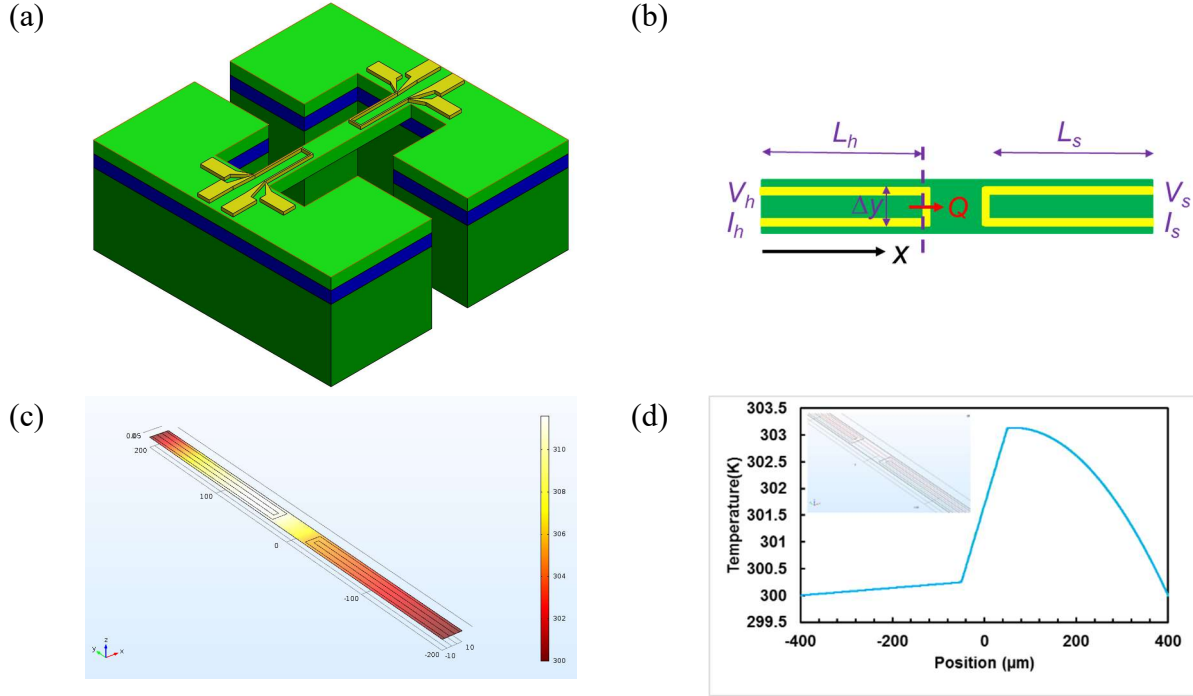 (a)
(b)
L_h
L_s
V_h
I_h
Δy
Q
V_s
I_s
x
(c)
0.05
200
100
0
-100
-200
-10
10
310
308
306
304
302
300
z
y
x
(d)
303.5
303
302.5
302
301.5
301
300.5
300
299.5
Temperature(K)
-400
-200
0
200
400
Position (µm)